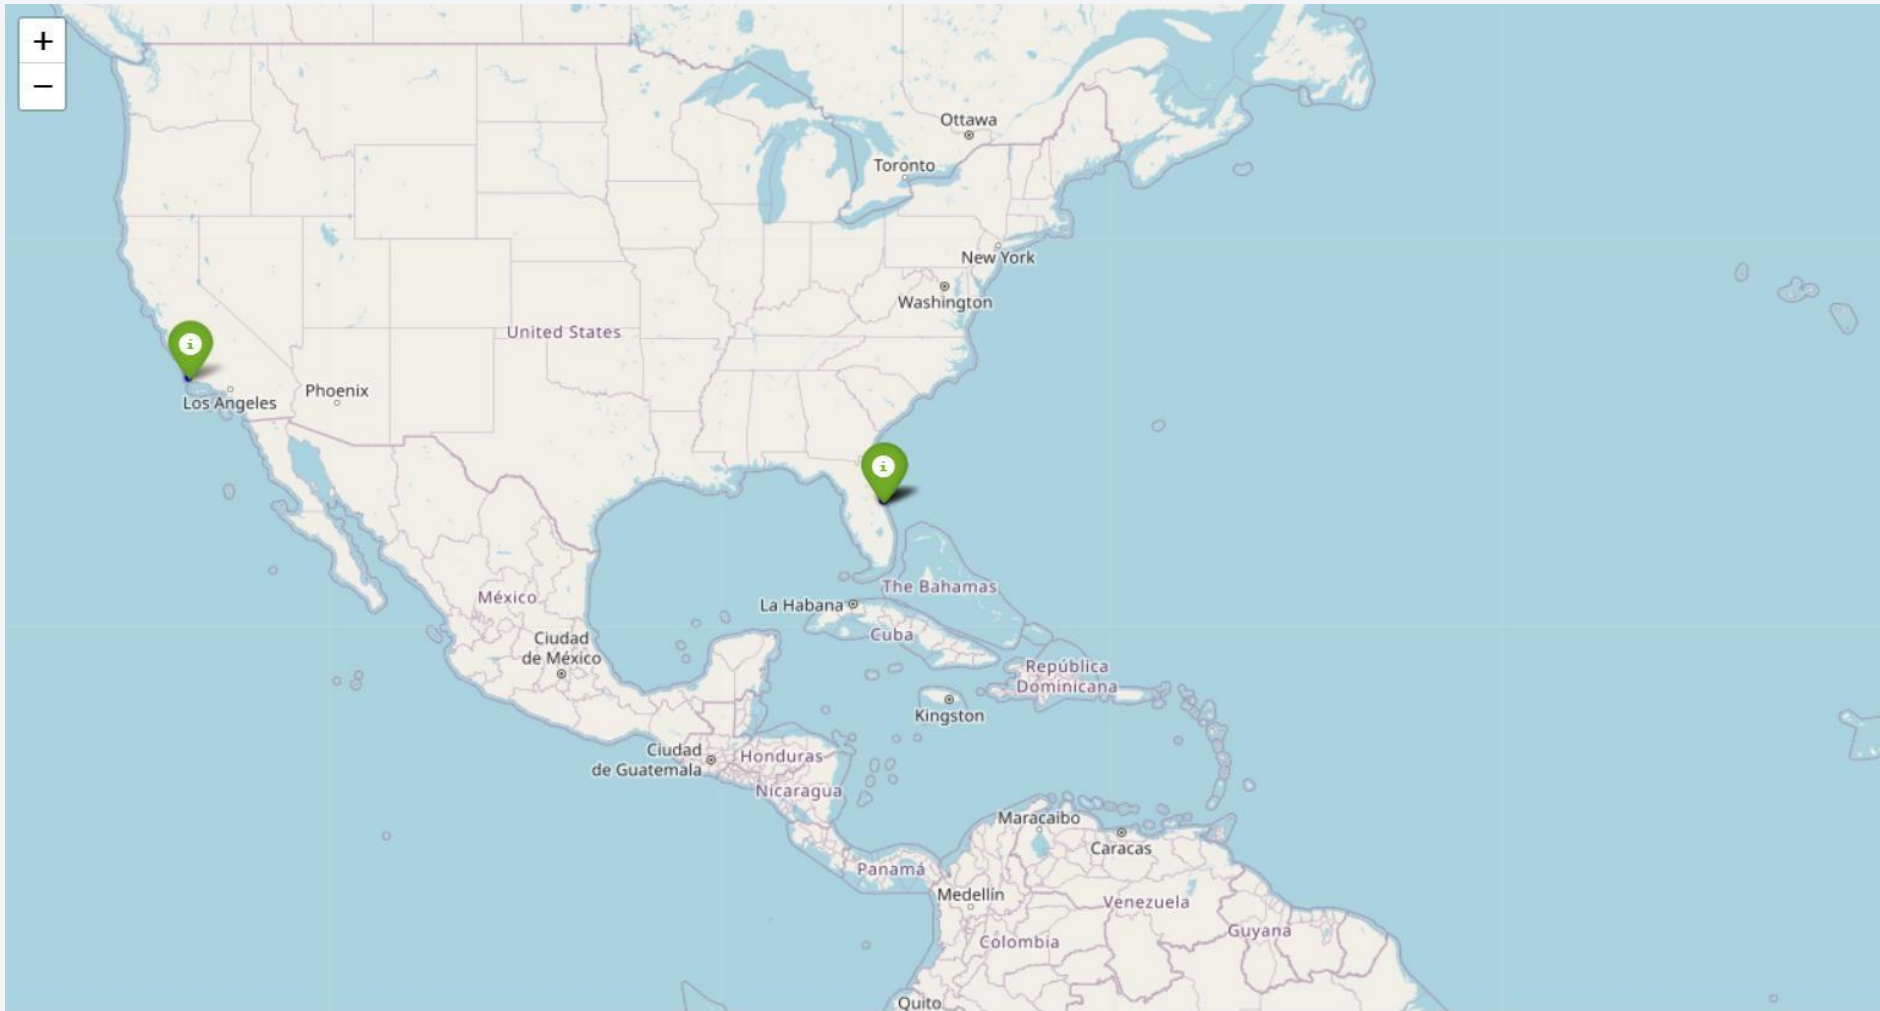 +
−
Ottawa
Toronto
New York
Washington
United States
i
Los Angeles
Phoenix
i
The Bahamas
México
La Habana
Cuba
Ciudad
de México
República
Dominicana
Kingston
Ciudad
de Guatemala
Honduras
Nicaragua
Maracaibo
Caracas
Panamá
Medellín
Venezuela
Guyana
Colombia
Quito